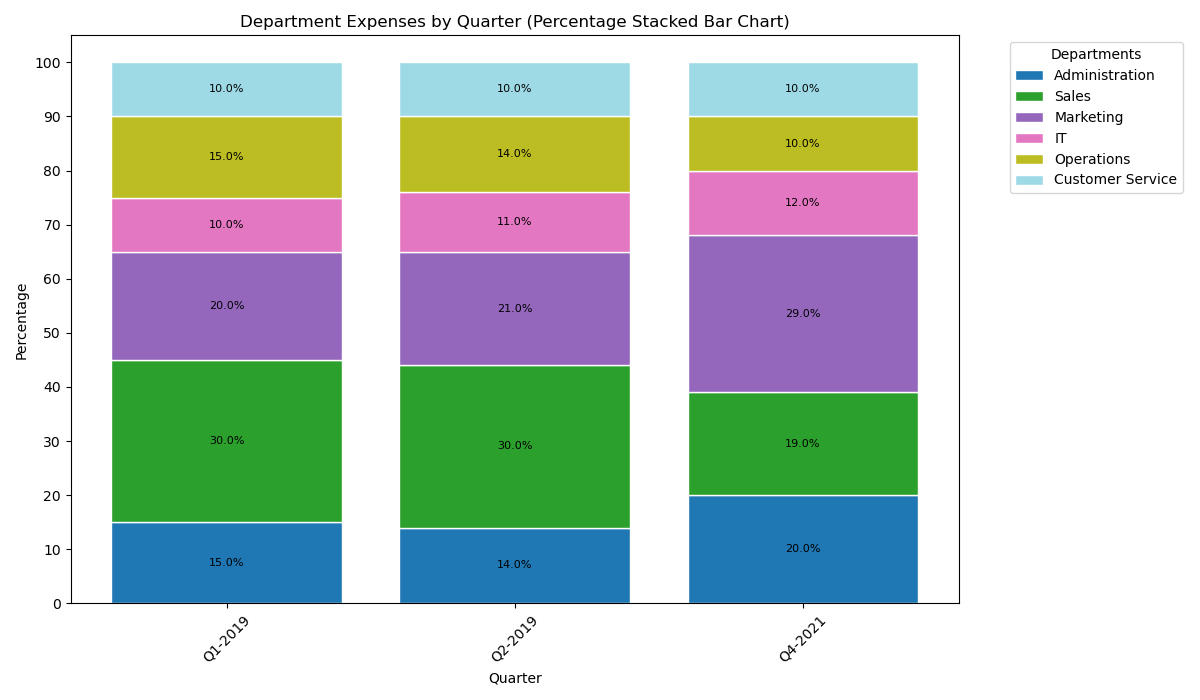 Department Expenses by Quarter (Percentage Stacked Bar Chart)
Departments
Administration
Sales
Marketing
IT
Operations
Customer Service
Percentage
100
90
80
70
60
50
40
30
20
10
0
10.0%
15.0%
10.0%
20.0%
30.0%
15.0%
10.0%
14.0%
11.0%
21.0%
30.0%
14.0%
10.0%
10.0%
12.0%
29.0%
19.0%
20.0%
Q1-2019
Q2-2019
Q4-2021
Quarter